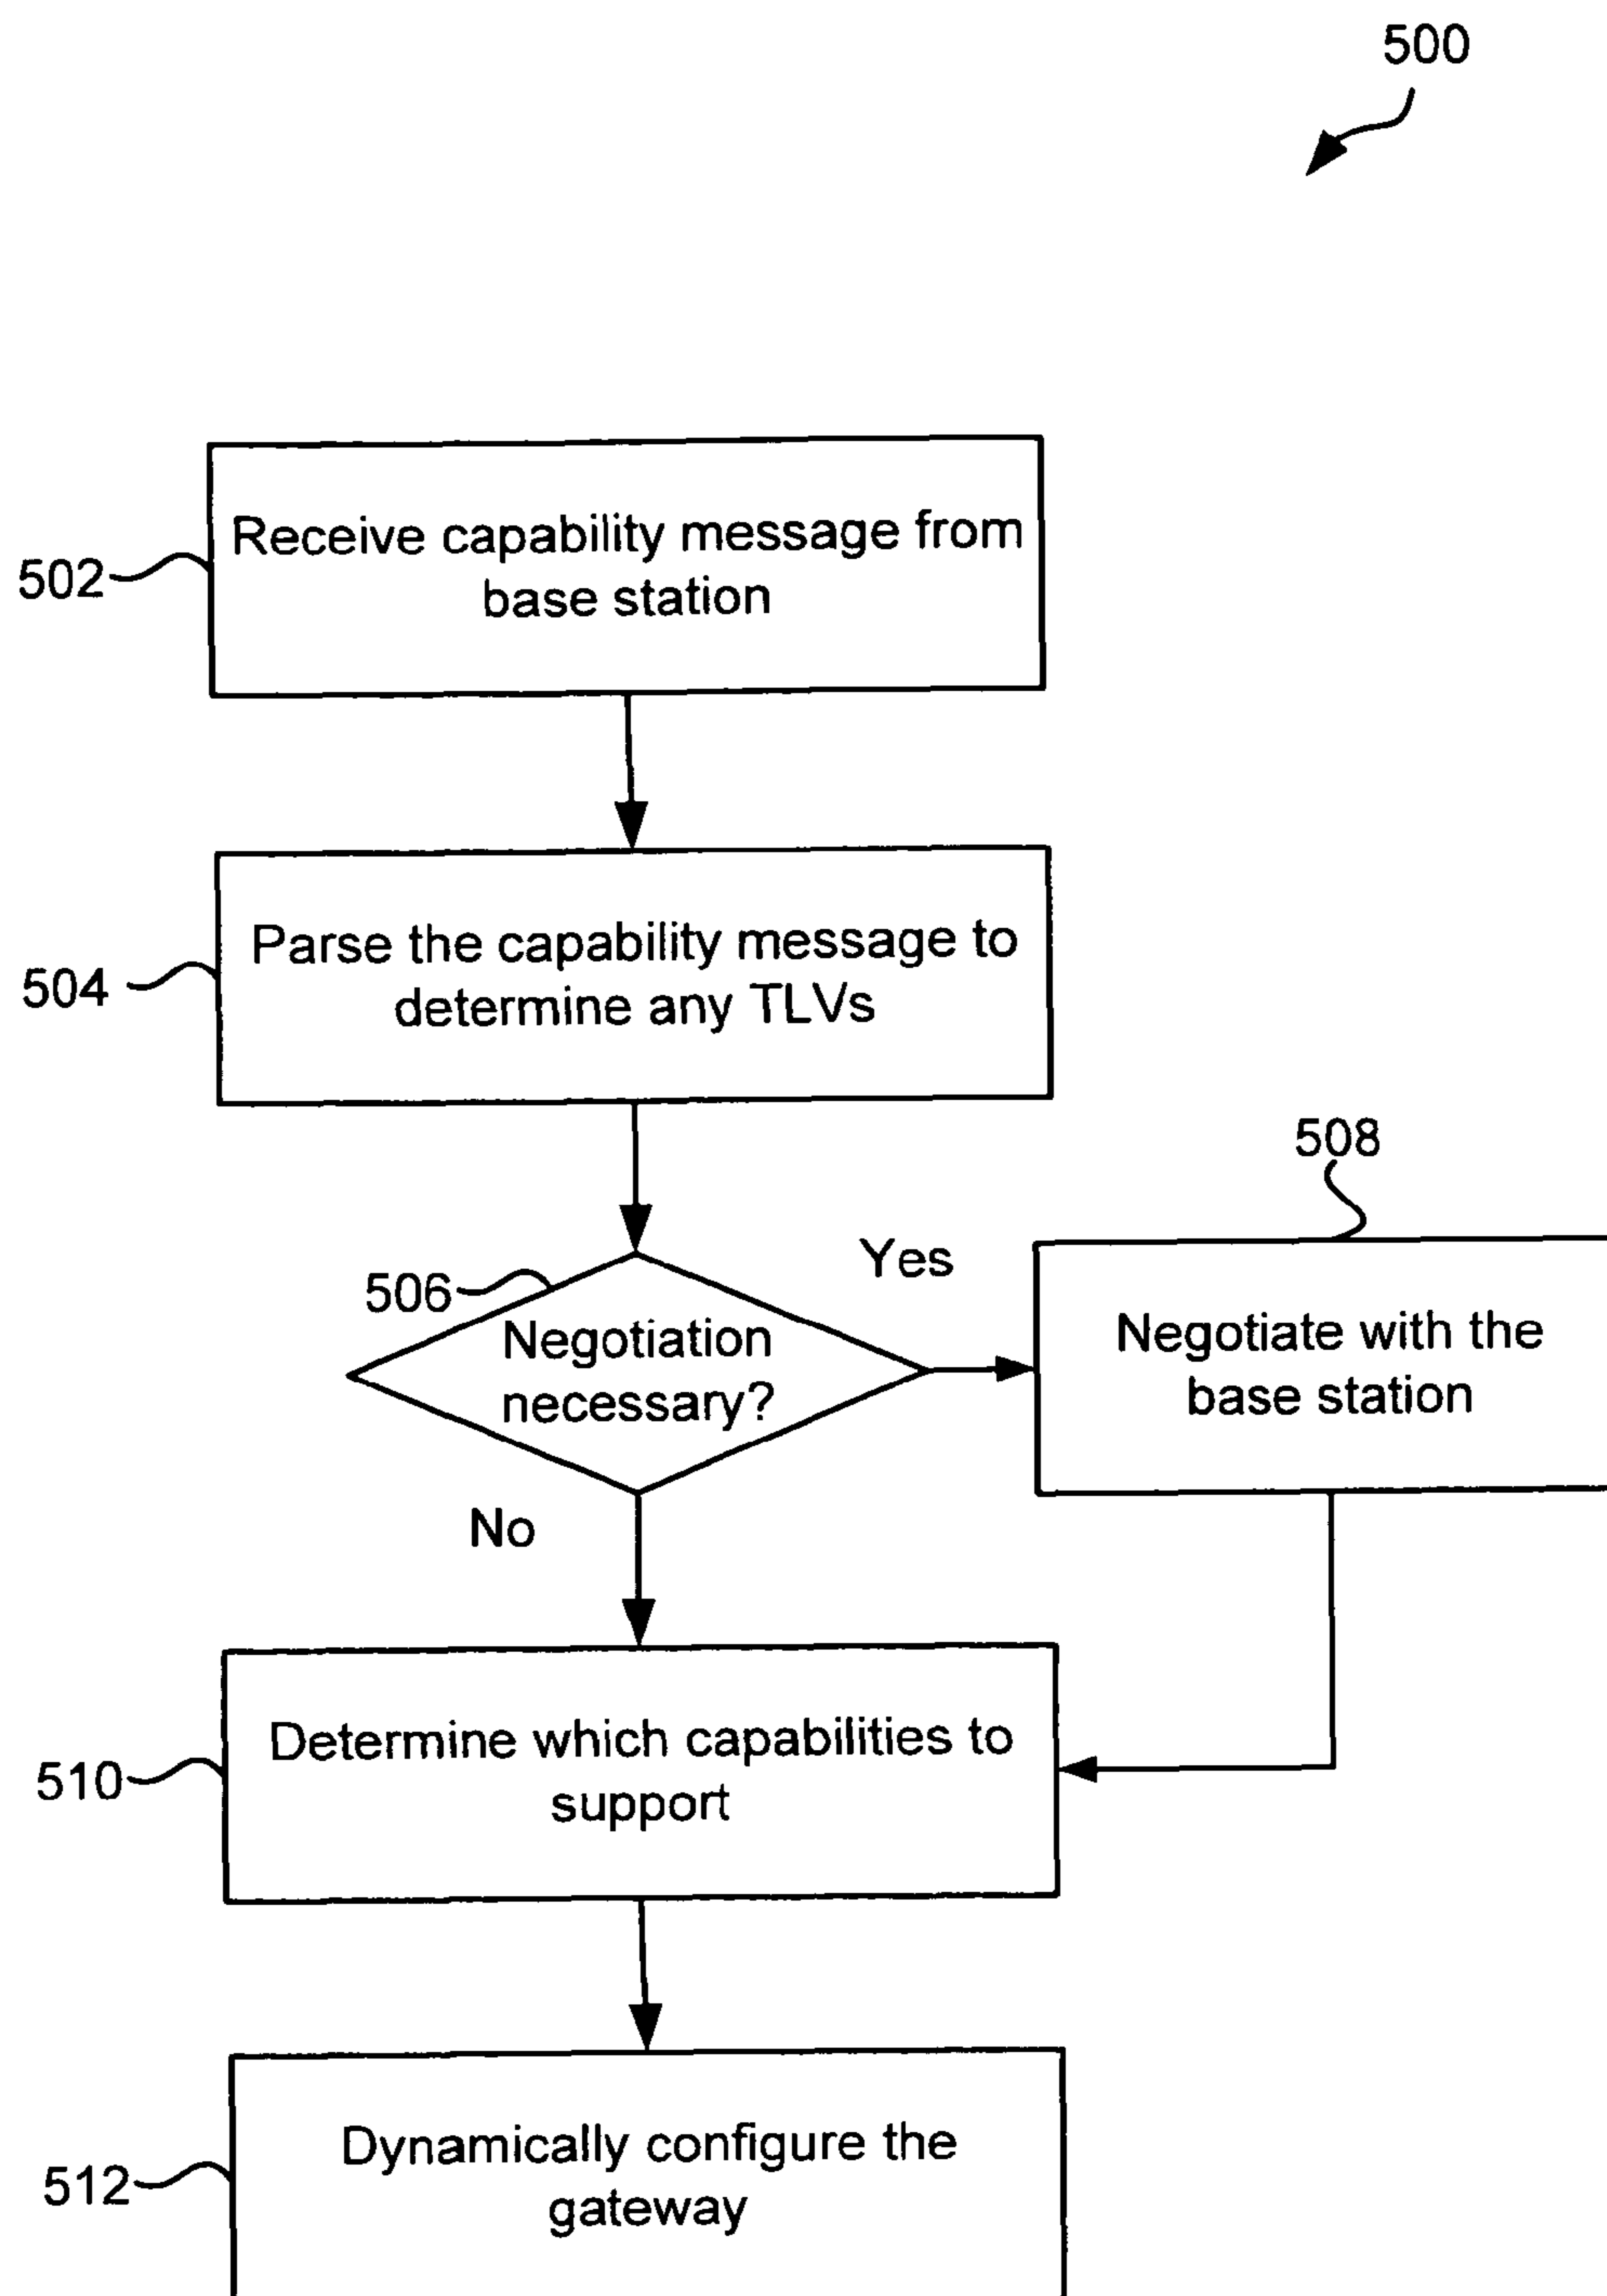 500
Receive capability message from
base station
502
Parse the capability message to
determine any TLVs
504
508
Yes
506
Negotiation
necessary?
Negotiate with the
base station
No
Determine which capabilities to
support
510
Dynamically configure the
gateway
512